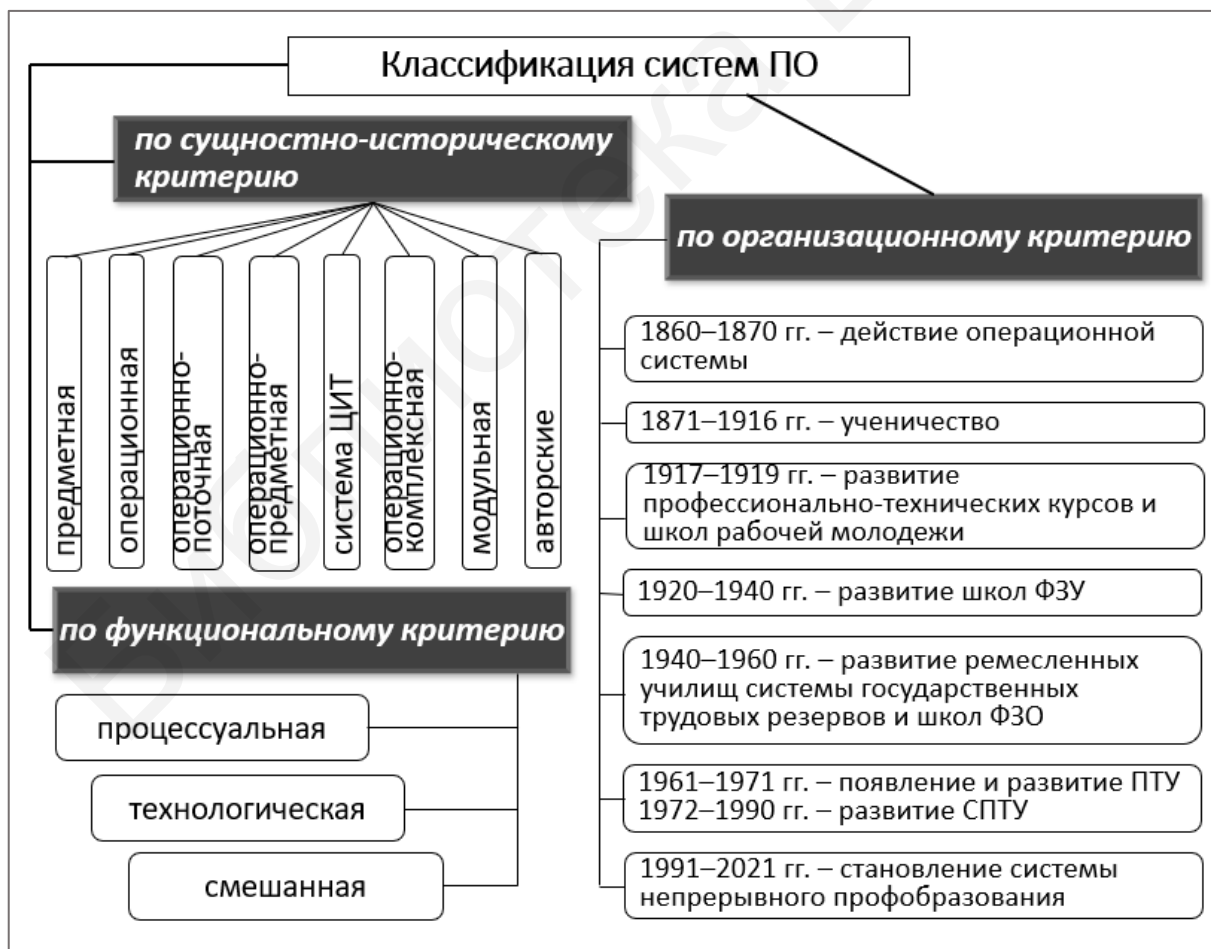 Классификация систем ПО
по сущностно-историческому
критерию
предметная
операционная
операционно-
поточная
операционно-
предметная
система ЦИТ
операционно-
комплексная
модульная
авторские
по функциональному критерию
процессуальная
технологическая
смешанная
по организационному критерию
1860–1870 гг. – действие операционной
системы
1871–1916 гг. – ученичество
1917–1919 гг. – развитие
профессионально-технических курсов и
школ рабочей молодежи
1920–1940 гг. – развитие школ ФЗУ
1940–1960 гг. – развитие ремесленных
училищ системы государственных
трудовых резервов и школ ФЗО
1961–1971 гг. – появление и развитие ПТУ
1972–1990 гг. – развитие СПТУ
1991–2021 гг. – становление системы
непрерывного профобразования
Библиотека